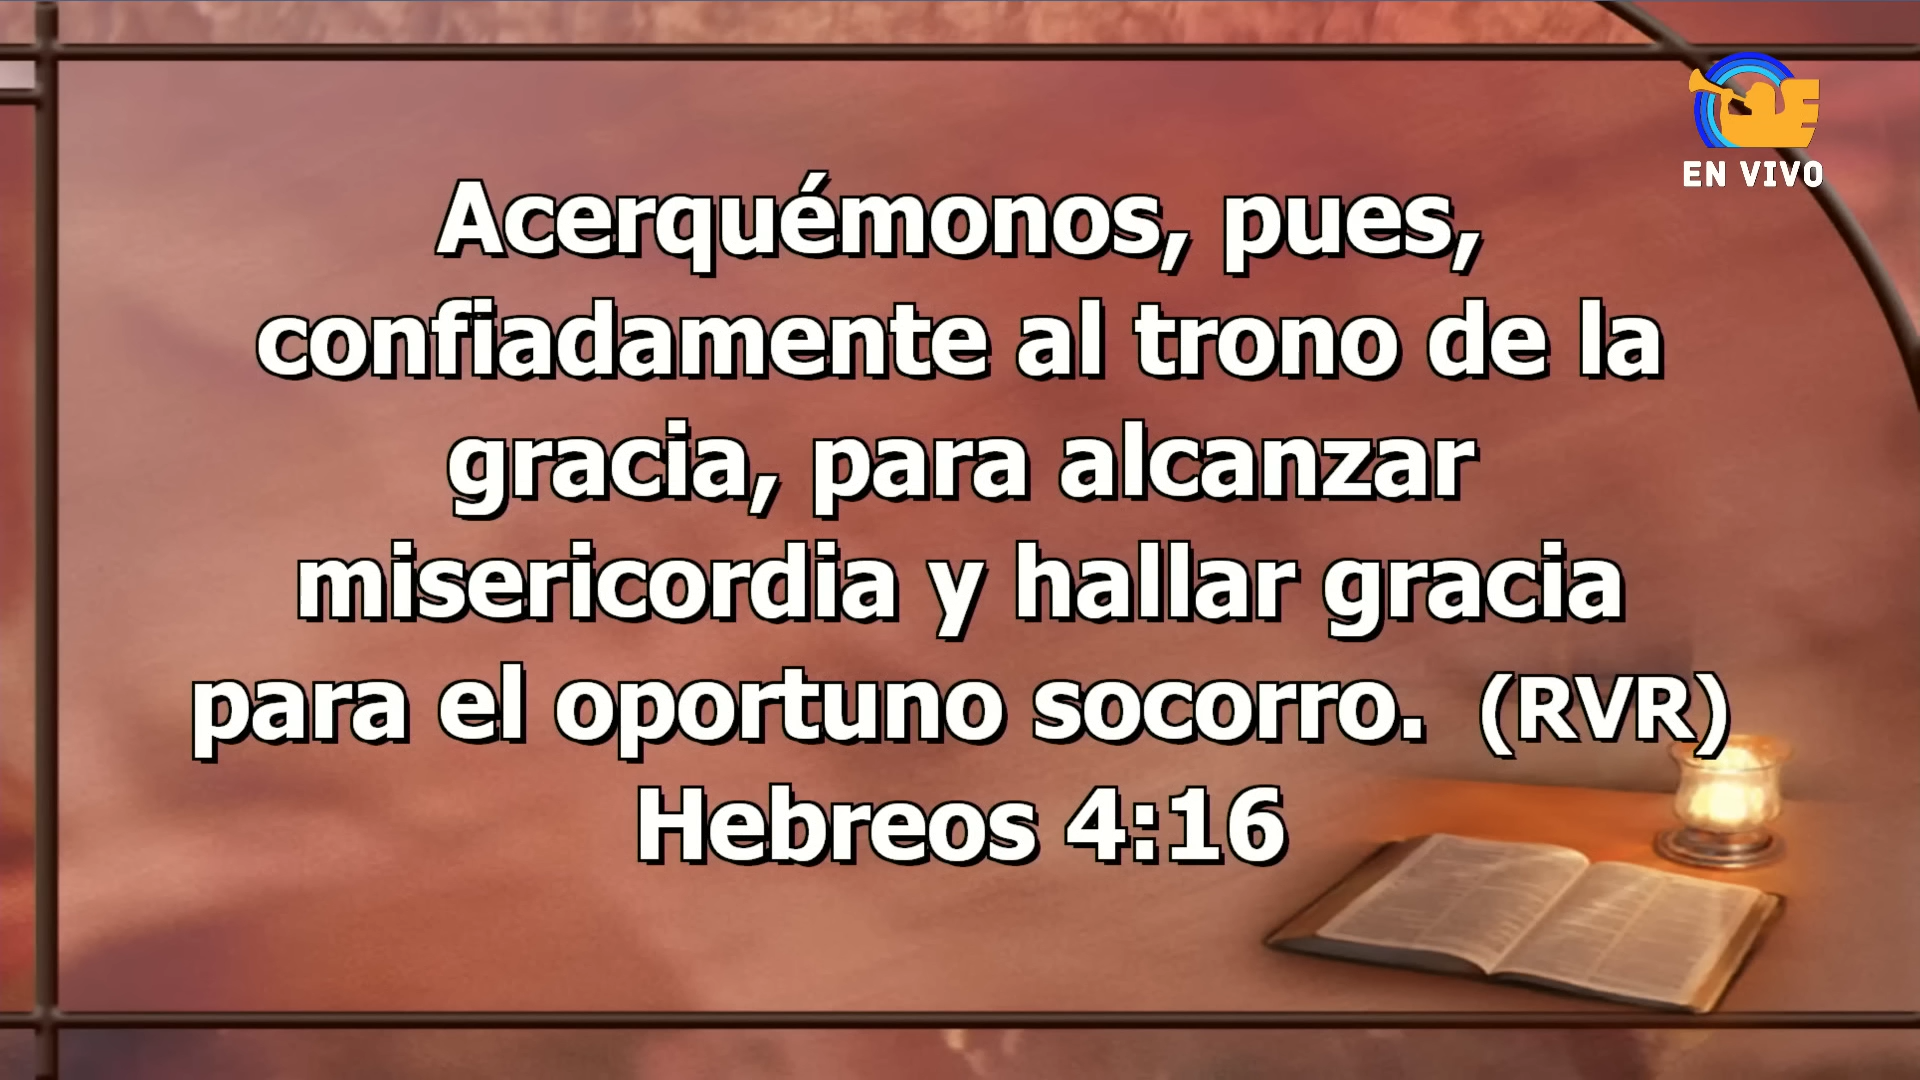 EN VIVO
Acerquémonos, pues,
confiadamente al trono de la
gracia, para alcanzar
misericordia y hallar gracia
para el oportuno socorro. (RVR)
Hebreos 4:16